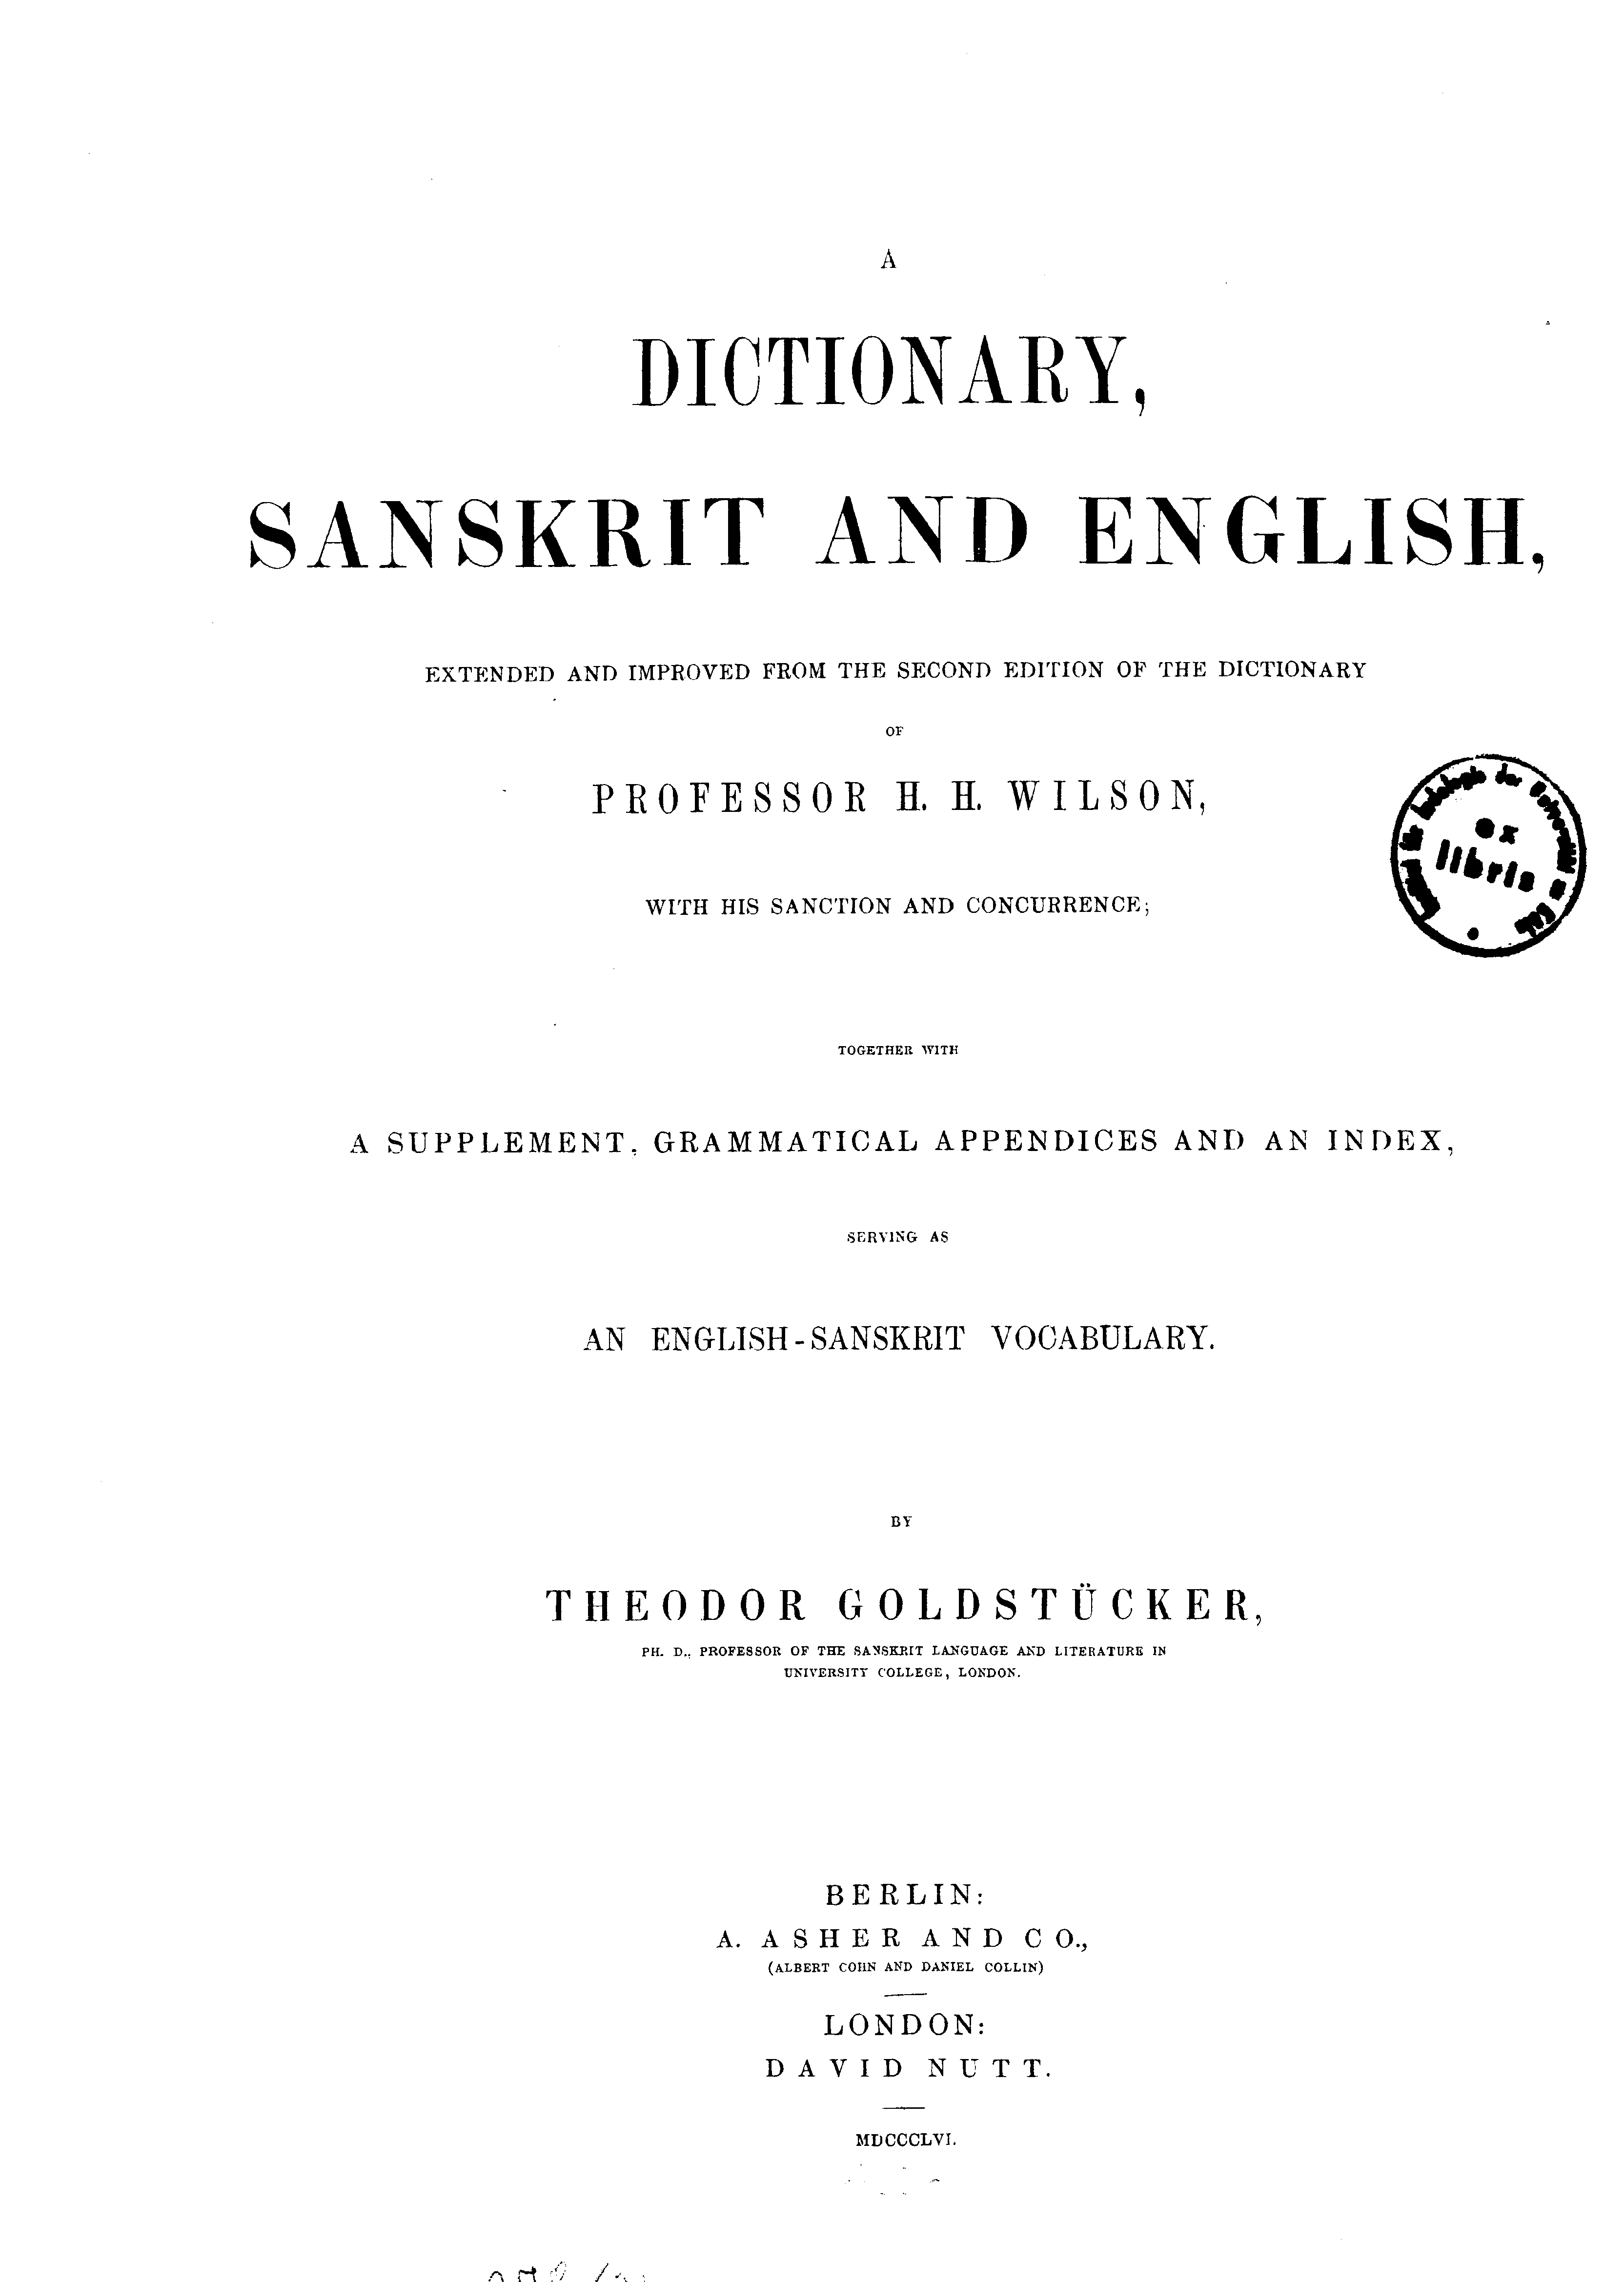 A
DICTIONARY,
SANSKRIT AND ENGLISH,
EXTENDED AND IMPROVED FROM THE SECOND EDITION OF THE DICTIONARY
OF
PROFESSOR H. H. WILSON,
WITH HIS SANCTION AND CONCURRENCE;
ex
libris
TOGETHER WITH
A SUPPLEMENT, GRAMMATICAL APPENDICES AND AN INDEX,
SERVING AS
AN ENGLISH-SANSKRIT VOCABULARY.
BY
THEODOR GOLDSTÜCKER,
PH. D., PROFESSOR OF THE SANSKRIT LANGUAGE AND LITERATURE IN
UNIVERSITY COLLEGE, LONDON.
BERLIN:
A. ASHER AND CO.,
(ALBERT COHN AND DANIEL COLLIN)
LONDON:
DAVID NUTT.
MDCCCLVI.